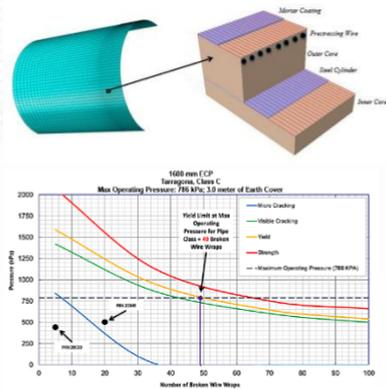 Mortar Coating
Prestressing Wire
Outer Core
Steel Cylinder
Inner Core
1600 mm ECP
Tarragona, Class C
Max Operating Pressure: 786 kPa; 3.0 meter of Earth Cover
Pressure (kPa)
2000
1750
1500
1250
1000
750
500
250
0
Yield Limit at Max
Operating
Pressure for Pipe
Class = 49 Broken
Wire Wraps
Micro Cracking
Visible Cracking
Yield
Strength
Maximum Operating Pressure (786 KPA)
0
10
20
30
40
50
60
70
80
90
100
Number of Broken Wire Wraps